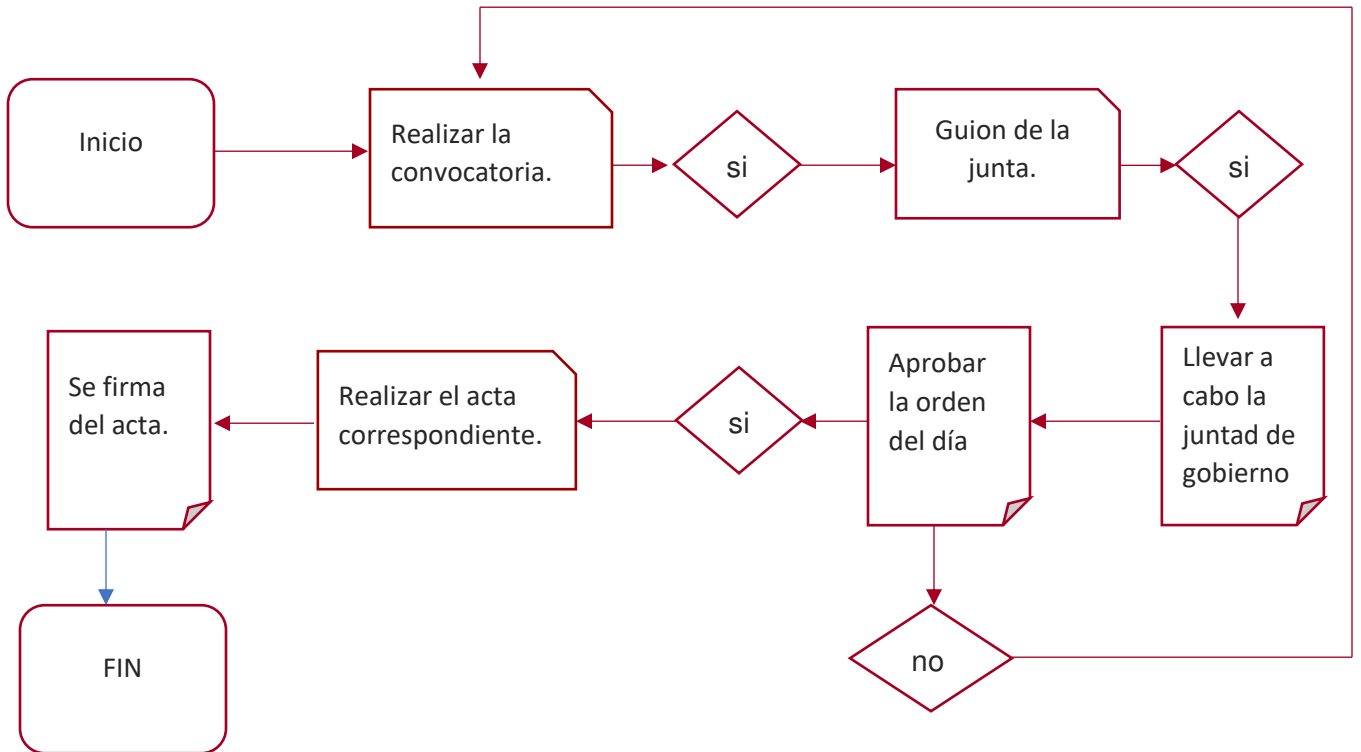 Inicio
Realizar la
convocatoria.
si
Guion de la
junta.
si
Llevar a
cabo la
juntad de
gobierno
Aprobar
la orden
del día
si
Realizar el acta
correspondiente.
Se firma
del acta.
no
FIN